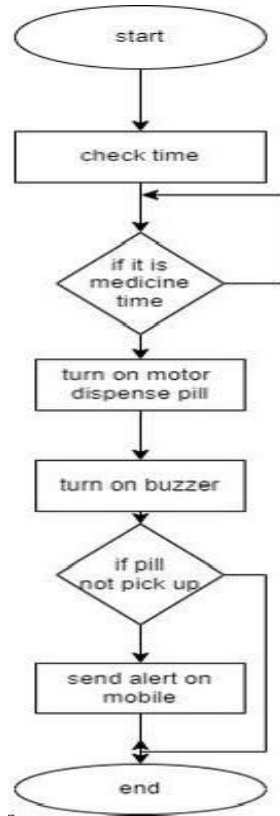 start
check time
if it is
medicine
time
turn on motor
dispense pill
turn on buzzer
if pill
not pick up
send alert on
mobile
end